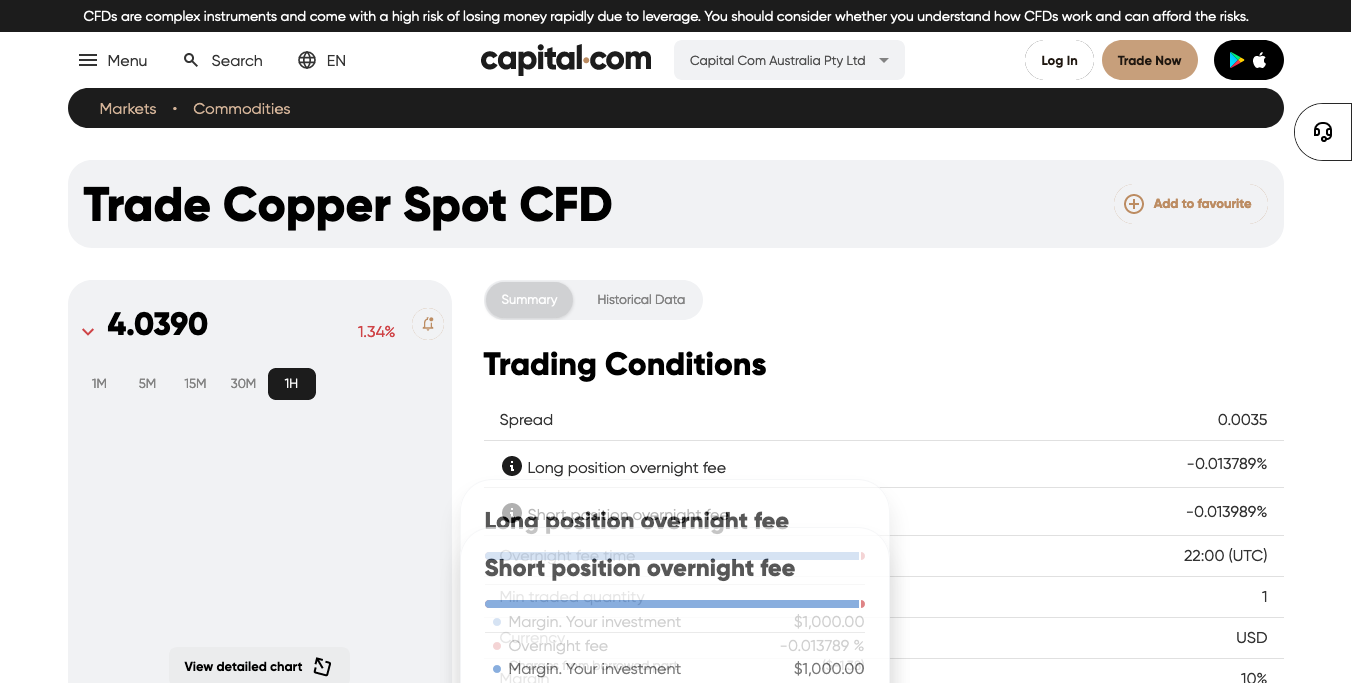 CFDs are complex instruments and come with a high risk of losing money rapidly due to leverage. You should consider whether you understand how CFDs work and can afford the risks.
Menu Search EN capital.com Capital Com Australia Pty Ltd Log In Trade Now
Markets • Commodities
Trade Copper Spot CFD Add to favourite
4.0390 1.34%
1M 5M 15M 30M 1H
View detailed chart
Summary Historical Data
Trading Conditions
Spread 0.0035
Long position overnight fee -0.013789%
Short position overnight fee -0.013989%
Long position overnight fee
Overnight fee time 22:00 (UTC)
Short position overnight fee
Min traded quantity 1
Margin. Your investment $1,000.00
Currency USD
Overnight fee -0.013789 %
Margin. Your investment $1,000.00
Margin 10%